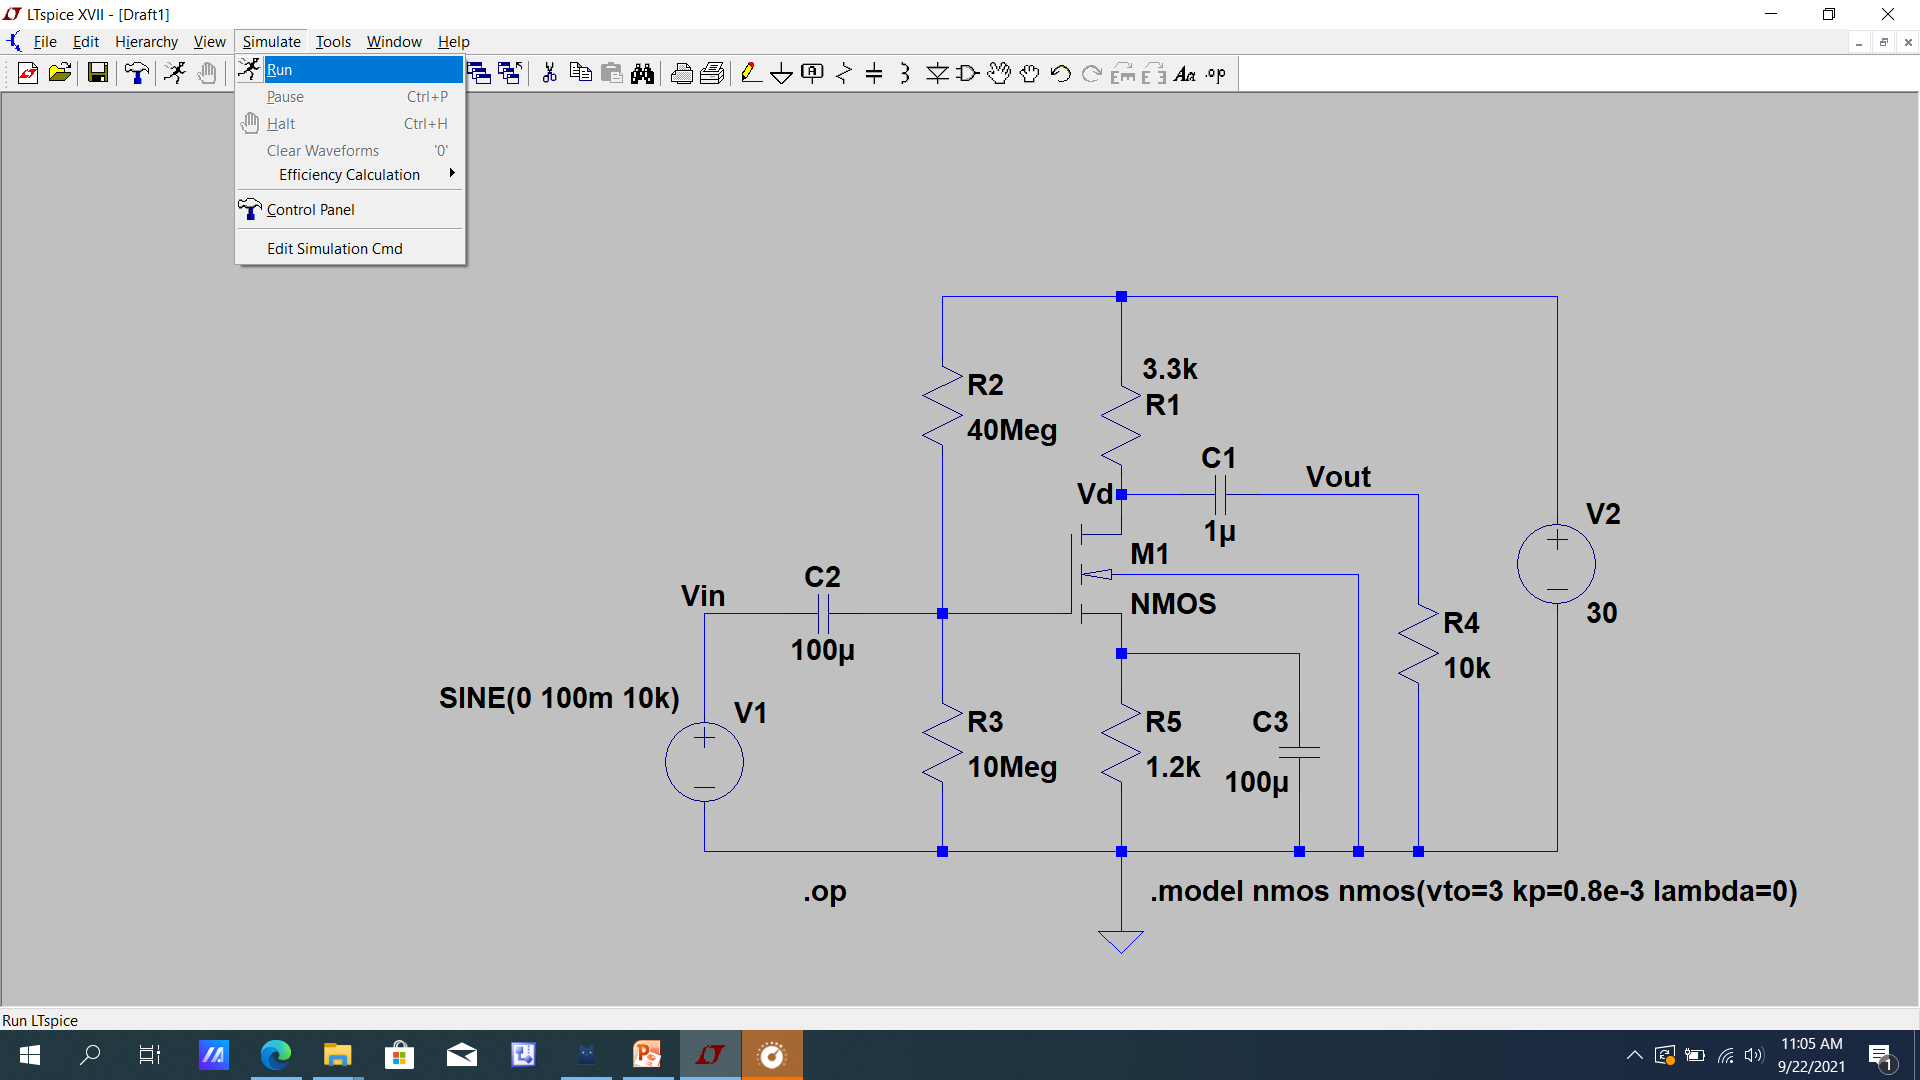 LTspice XVII - [Draft1]
File Edit Hierarchy View Simulate Tools Window Help
Run
Pause Ctrl+P
Halt Ctrl+H
Clear Waveforms '0'
Efficiency Calculation
Control Panel
Edit Simulation Cmd
Aa .op
3.3k
R2
R1
40Meg
C1
Vout
Vd
V2
1µ
M1
C2
Vin
NMOS
30
R4
100µ
10k
SINE(0 100m 10k)
V1
R3
R5
C3
10Meg
1.2k
100µ
.op
.model nmos nmos(vto=3 kp=0.8e-3 lambda=0)
Run LTspice
11:05 AM
9/22/2021
1